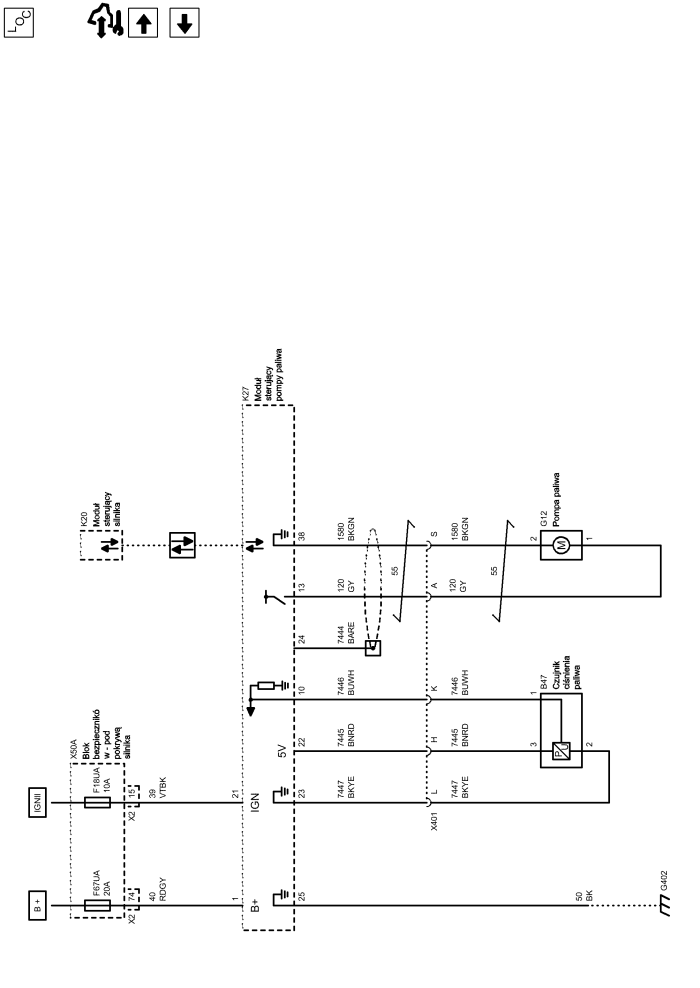 LOC
K20
Moduł
sterujący
silnika
K27
Moduł
sterujący
pompy paliwa
X50A
Blok
bezpiecznikó
w - pod
pokrywą
silnika
IGNII
F18UA
10A
X2
15
39
VTBK
21
IGN
B +
F67UA
20A
X2
74
40
RDGY
1
B+
38
1580
BKGN
S
1580
BKGN
13
120
GY
55
A
120
GY
55
24
7444
BARE
10
7446
BUWH
K
7446
BUWH
5V
22
7445
BNRD
H
7445
BNRD
23
7447
BKYE
L
X401
7447
BKYE
25
50
BK
G402
G12
Pompa paliwa
2
M
1
B47
Czujnik
ciśnienia
paliwa
1
3
P
U
2